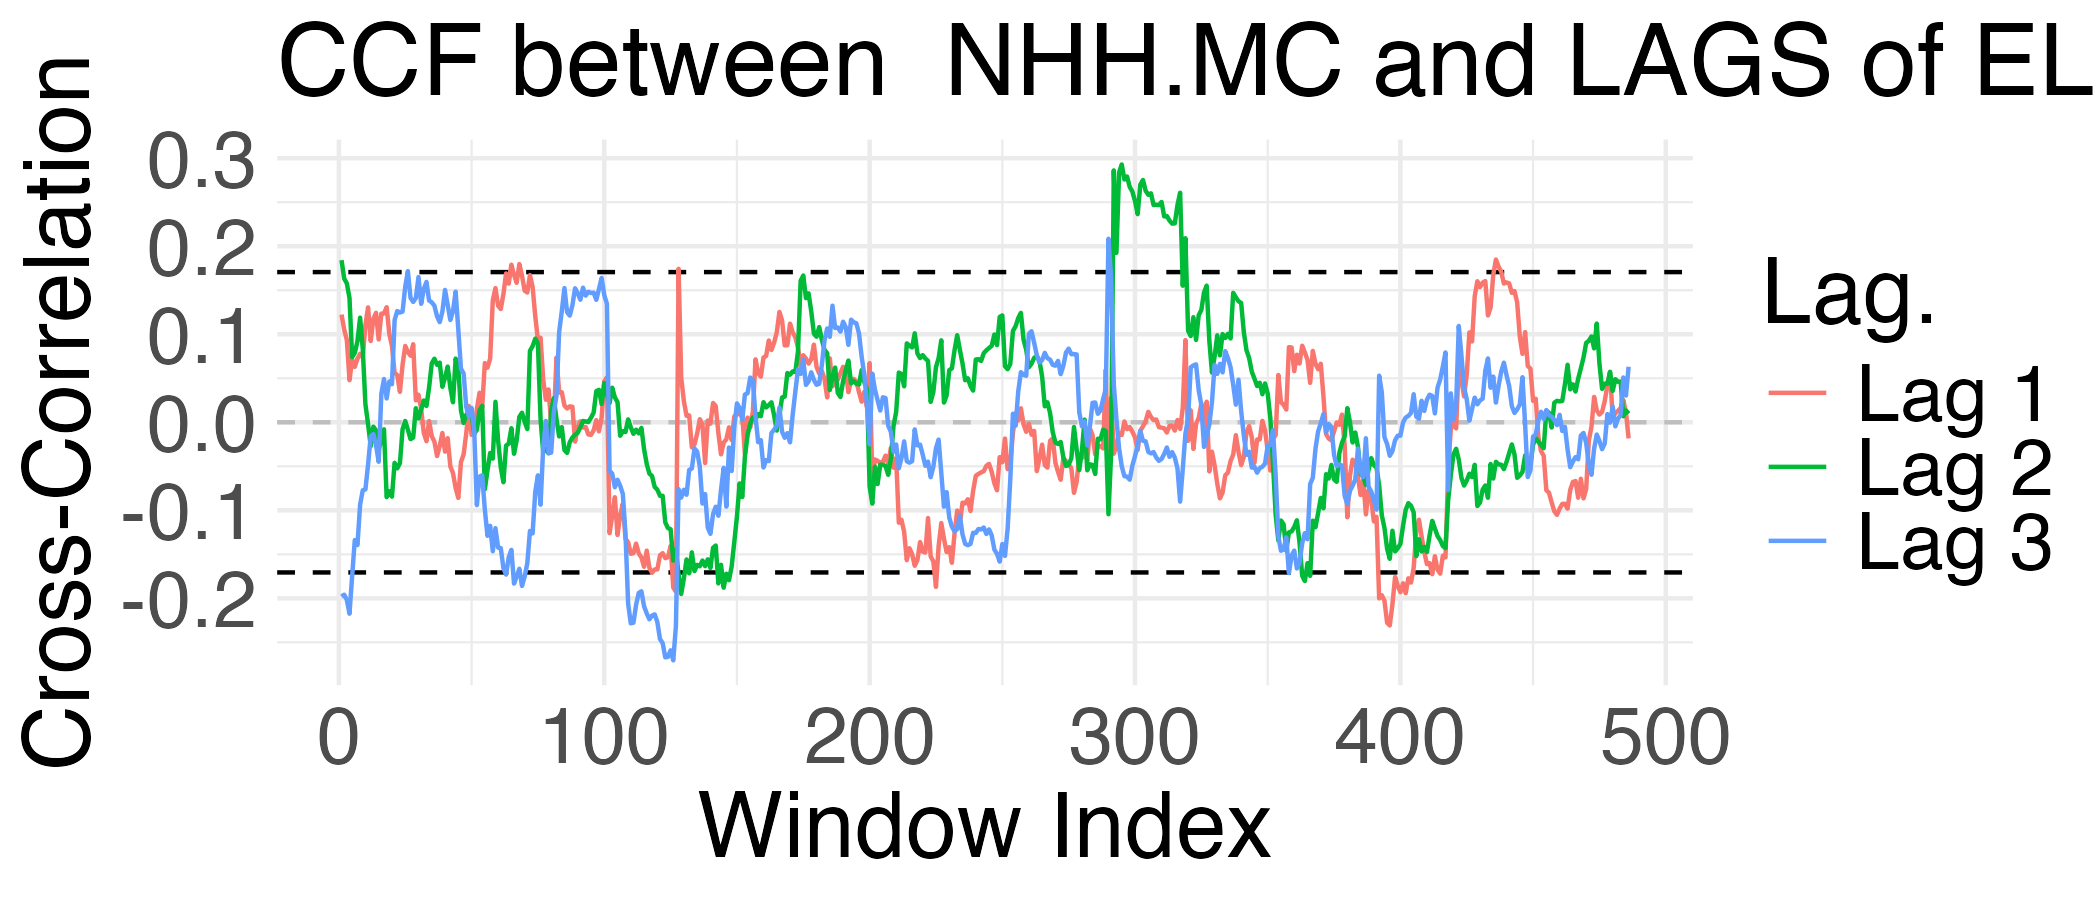 CCF between  NHH.MC and LAGS of EL
Cross-Correlation
0.3
0.2
0.1
0.0
-0.1
-0.2
0 100 200 300 400 500
Window Index
Lag.
Lag 1
Lag 2
Lag 3